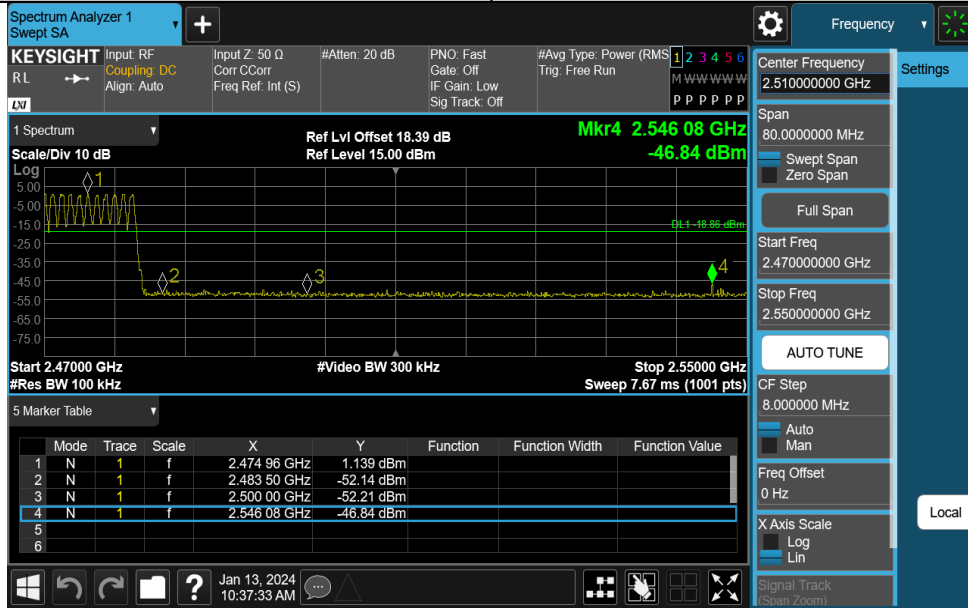 Spectrum Analyzer 1
Swept SA
+
Frequency
KEYSIGHT
RL
LXI
Input: RF
Coupling: DC
Align: Auto
Input Z: 50 Ω
Corr CCorr
Freq Ref: Int (S)
#Atten: 20 dB
PNO: Fast
Gate: Off
IF Gain: Low
Sig Track: Off
#Avg Type: Power (RMS
Trig: Free Run
1 2 3 4 5 6
M W W W W W
P P P P P P
1 Spectrum
Scale/Div 10 dB
Ref Lvl Offset 18.39 dB
Ref Level 15.00 dBm
Mkr4 2.546 08 GHz
-46.84 dBm
Log
5.00
-5.00
-15.0
-25.0
-35.0
-45.0
-55.0
-65.0
-75.0
1
2
3
4
DL1 -18.86 dBm
Start 2.47000 GHz
#Res BW 100 kHz
#Video BW 300 kHz
Stop 2.55000 GHz
Sweep 7.67 ms (1001 pts)
5 Marker Table
Mode Trace Scale X Y Function Function Width Function Value
1 N 1 f 2.474 96 GHz 1.139 dBm
2 N 1 f 2.483 50 GHz -52.14 dBm
3 N 1 f 2.500 00 GHz -52.21 dBm
4 N 1 f 2.546 08 GHz -46.84 dBm
5
6
?
Jan 13, 2024
10:37:33 AM
Center Frequency
2.510000000 GHz
Span
80.0000000 MHz
Swept Span
Zero Span
Full Span
Start Freq
2.470000000 GHz
Stop Freq
2.550000000 GHz
AUTO TUNE
CF Step
8.000000 MHz
Auto
Man
Freq Offset
0 Hz
X Axis Scale
Log
Lin
Signal Track
(Span Zoom)
Settings
Local